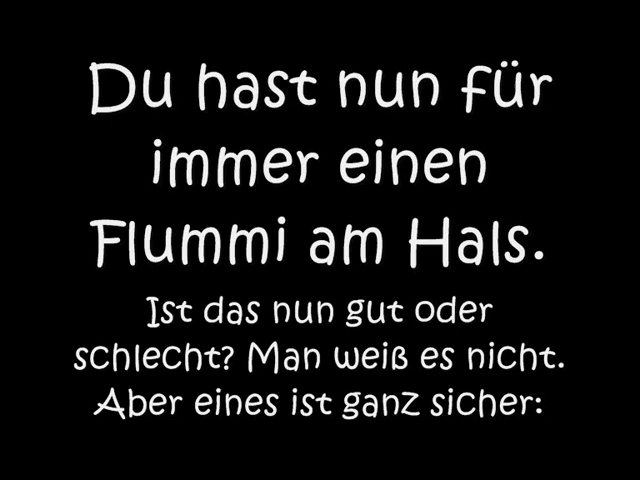 Du hast nun für
immer einen
Flummi am Hals.
Ist das nun gut oder
schlecht? Man weiß es nicht.
Aber eines ist ganz sicher: